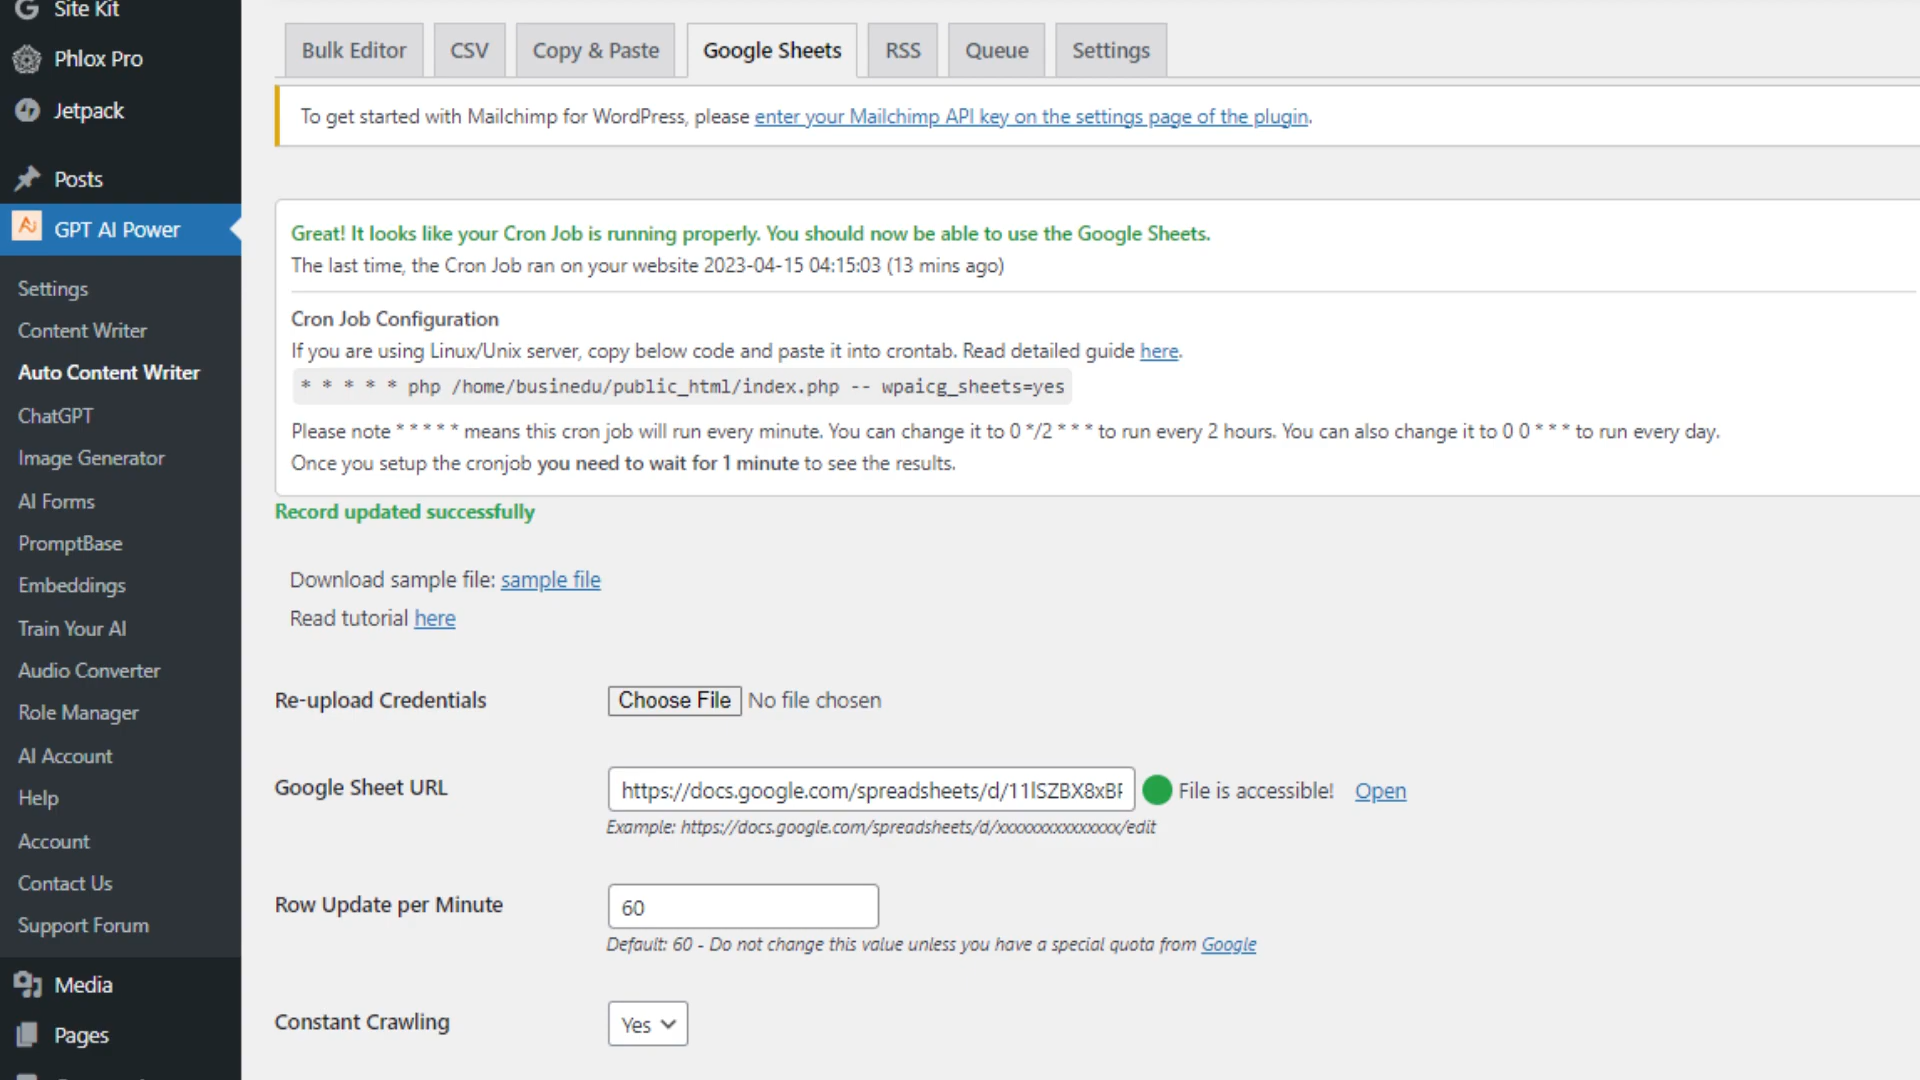 Site Kit
Phlox Pro
Jetpack
Posts
GPT AI Power
Settings
Content Writer
Auto Content Writer
ChatGPT
Image Generator
AI Forms
PromptBase
Embeddings
Train Your AI
Audio Converter
Role Manager
AI Account
Help
Account
Contact Us
Support Forum
Media
Pages
Bulk Editor CSV Copy & Paste Google Sheets RSS Queue Settings
To get started with Mailchimp for WordPress, please enter your Mailchimp API key on the settings page of the plugin.
Great! It looks like your Cron Job is running properly. You should now be able to use the Google Sheets.
The last time, the Cron Job ran on your website 2023-04-15 04:15:03 (13 mins ago)
Cron Job Configuration
If you are using Linux/Unix server, copy below code and paste it into crontab. Read detailed guide here.
* * * * * php /home/businedu/public_html/index.php -- wpaicg_sheets=yes
Please note * * * * * means this cron job will run every minute. You can change it to 0 */2 * * * to run every 2 hours. You can also change it to 0 0 * * * to run every day.
Once you setup the cronjob you need to wait for 1 minute to see the results.
Record updated successfully
Download sample file: sample file
Read tutorial here
Re-upload Credentials Choose File No file chosen
Google Sheet URL https://docs.google.com/spreadsheets/d/11lSZBX8xB File is accessible! Open
Example: https://docs.google.com/spreadsheets/d/xxxxxxxxxxxxxxx/edit
Row Update per Minute 60
Default: 60 - Do not change this value unless you have a special quota from Google
Constant Crawling Yes